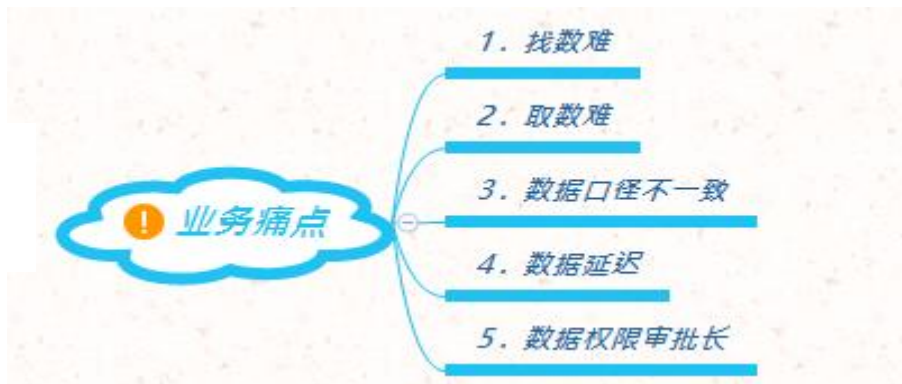 业务痛点
1. 找数难
2. 取数难
3. 数据口径不一致
4. 数据延迟
5. 数据权限审批长